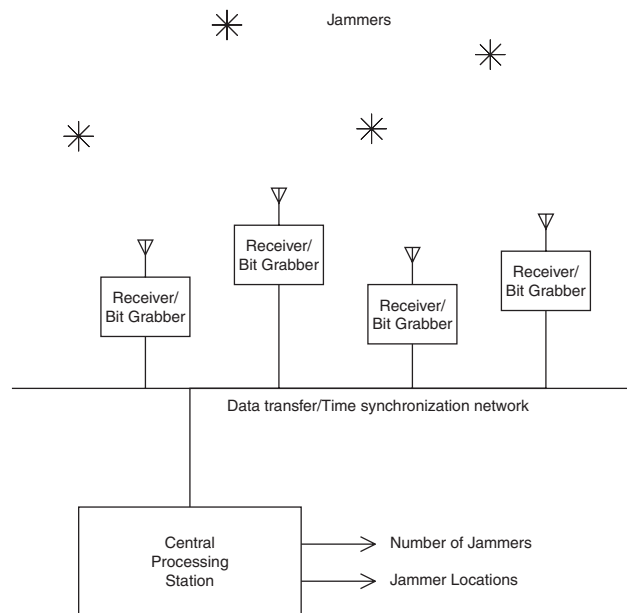 Jammers
Receiver/
Bit Grabber
Receiver/
Bit Grabber
Receiver/
Bit Grabber
Receiver/
Bit Grabber
Data transfer/Time synchronization network
Central
Processing
Station
Number of Jammers
Jammer Locations